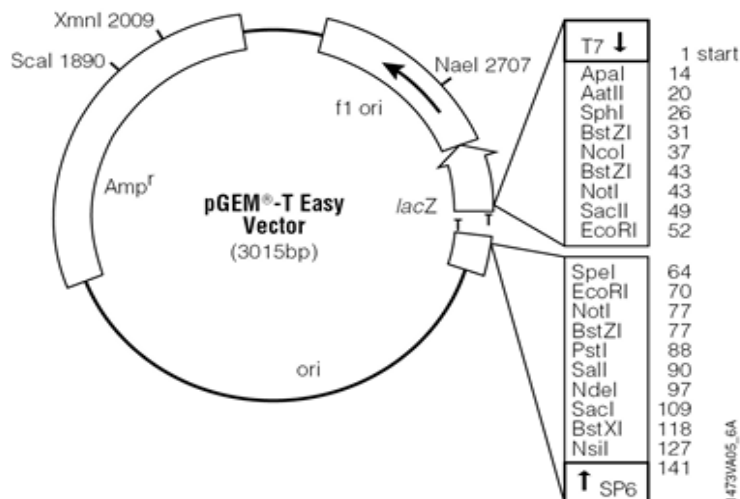 XmnI 2009
ScaI 1890
NaeI 2707
f1 ori
Ampr
pGEM®-T Easy
Vector
(3015bp)
lacZ
T
T
ori
T7 ↓
1 start
ApaI 14
AatII 20
SphI 26
BstZI 31
NcoI 37
BstZI 43
NotI 43
SacII 49
EcoRI 52
SpeI 64
EcoRI 70
NotI 77
BstZI 77
PstI 88
SalI 90
NdeI 97
SacI 109
BstXI 118
NsiI 127
141
↑ SP6
1473VA05_6A